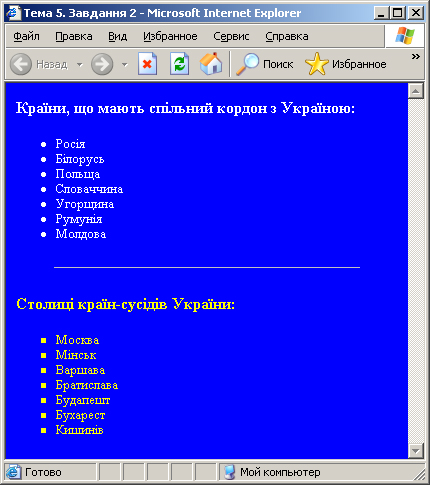 Тема 5. Завдання 2 - Microsoft Internet Explorer
Файл Правка Вид Избранное Сервис Справка
Назад Поиск Избранное »
Країни, що мають спільний кордон з Україною:
Росія
Білорусь
Польща
Словаччина
Угорщина
Румунія
Молдова
Столиці країн-сусідів України:
Москва
Мінськ
Варшава
Братислава
Будапешт
Бухарест
Кишинів
Готово Мой компьютер